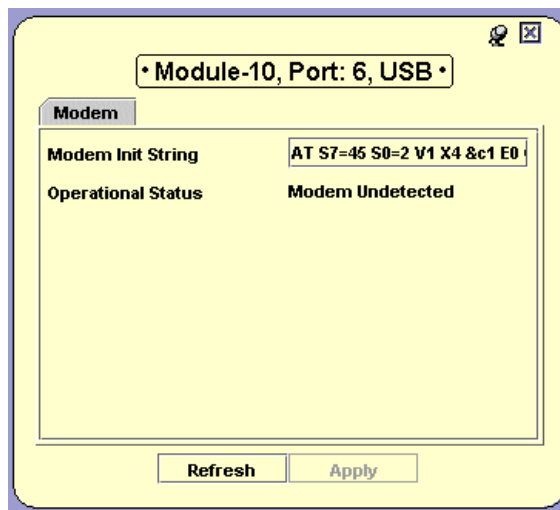 • Module-10, Port: 6, USB •
Modem
Modem Init String AT S7=45 S0=2 V1 X4 &c1 E0
Operational Status Modem Undetected
Refresh Apply